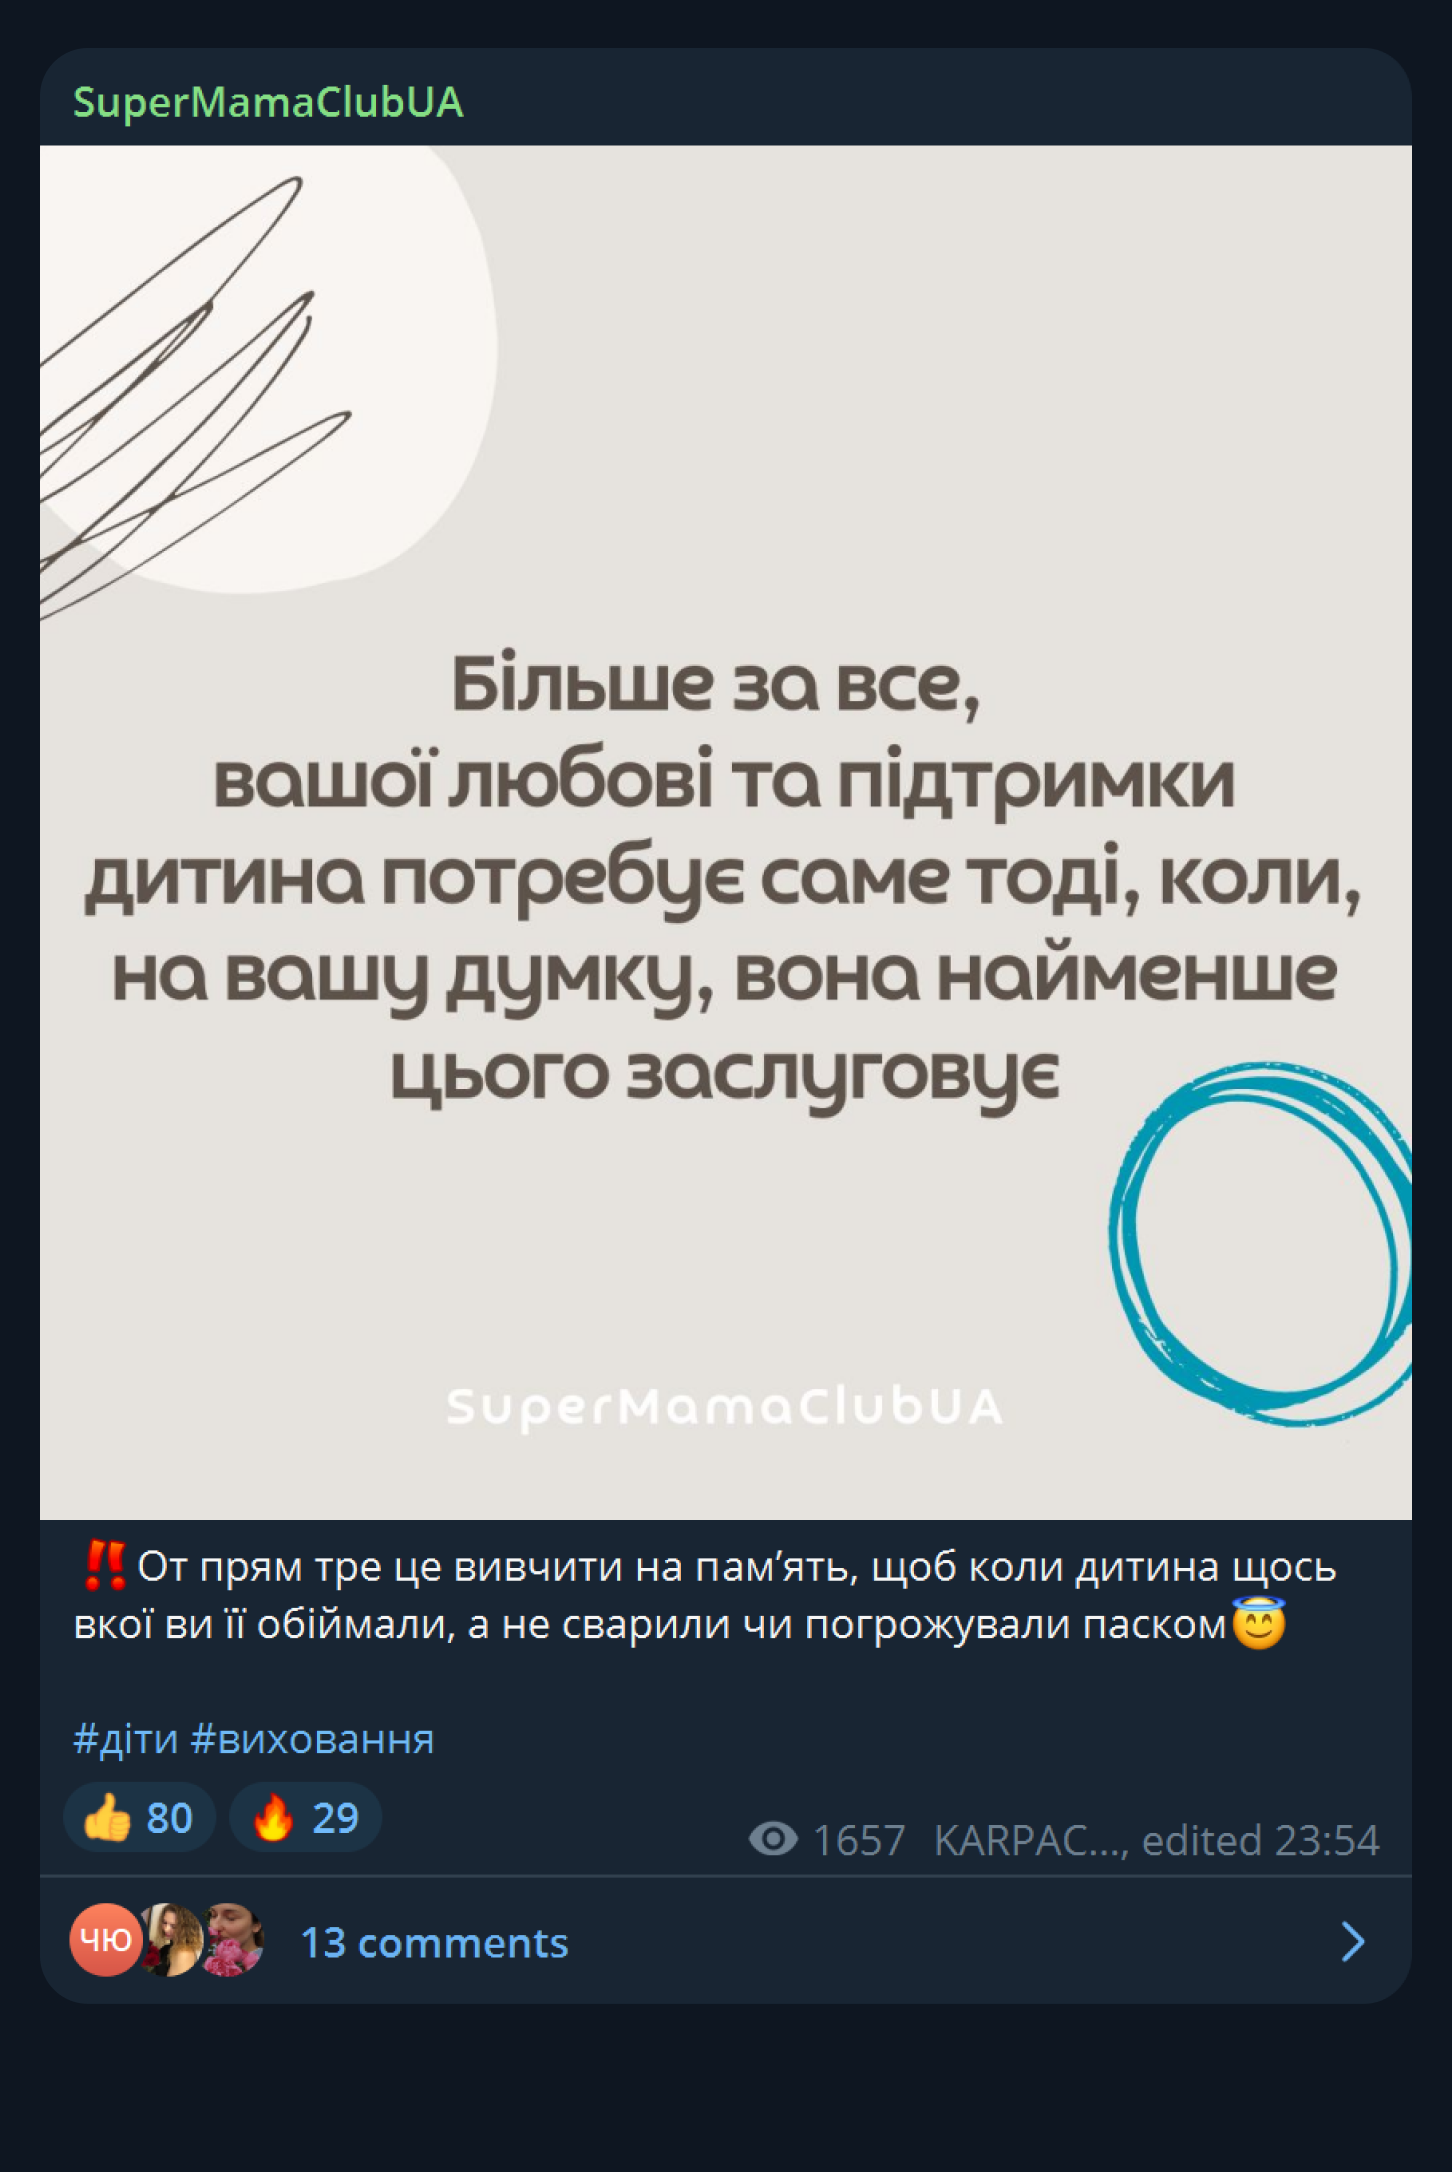 SuperMamaClubUA
Більше за все,
вашої любові та підтримки
дитина потребує саме тоді, коли,
на вашу думку, вона найменше
цього заслуговує
SuperMamaClubUA
‼️От прям тре це вивчити на пам’ять, щоб коли дитина щось
вкої ви її обіймали, а не сварили чи погрожували паском😇
#діти #виховання
👍 80 🔥 29
1657 KARPAC..., edited 23:54
ЧЮ 13 comments